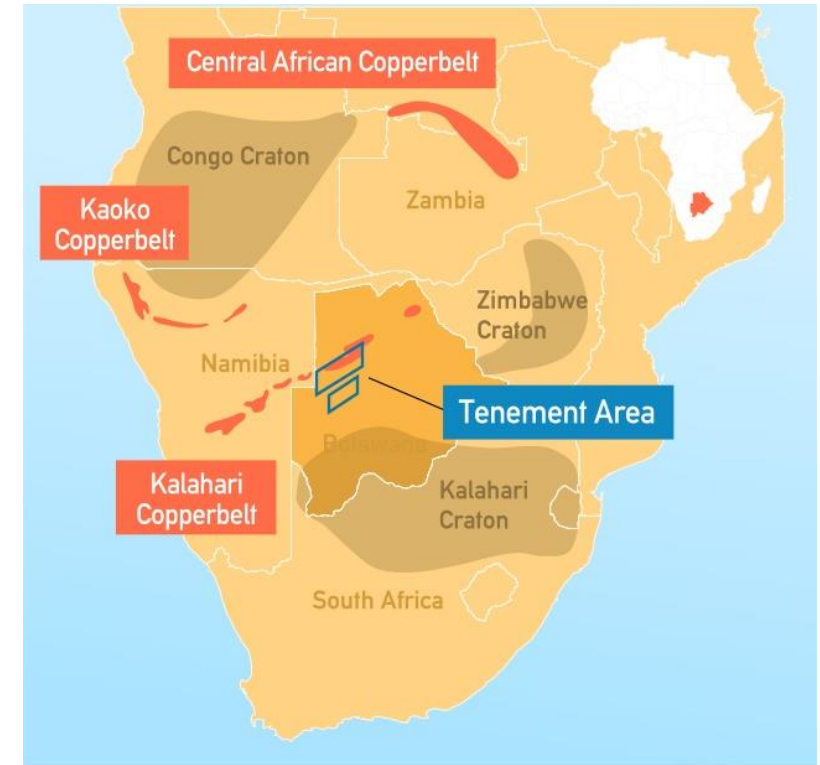 Central African Copperbelt
Congo Craton
Zambia
Kaoko
Copperbelt
Zimbabwe
Craton
Namibia
Tenement Area
Botswana
Kalahari
Copperbelt
Kalahari
Craton
South Africa